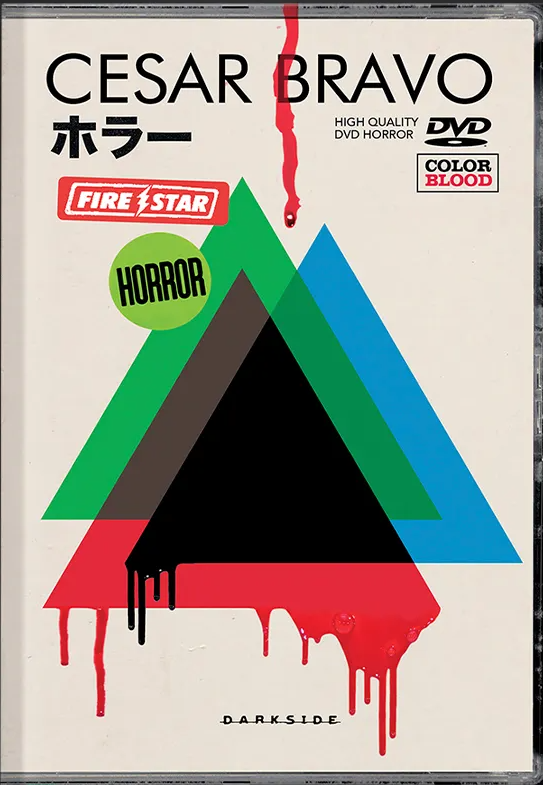 CESAR BRAVO
ホラー
HIGH QUALITY
DVD HORROR
DVD
COLOR
BLOOD
FIRE STAR
HORROR
DARKSIDE